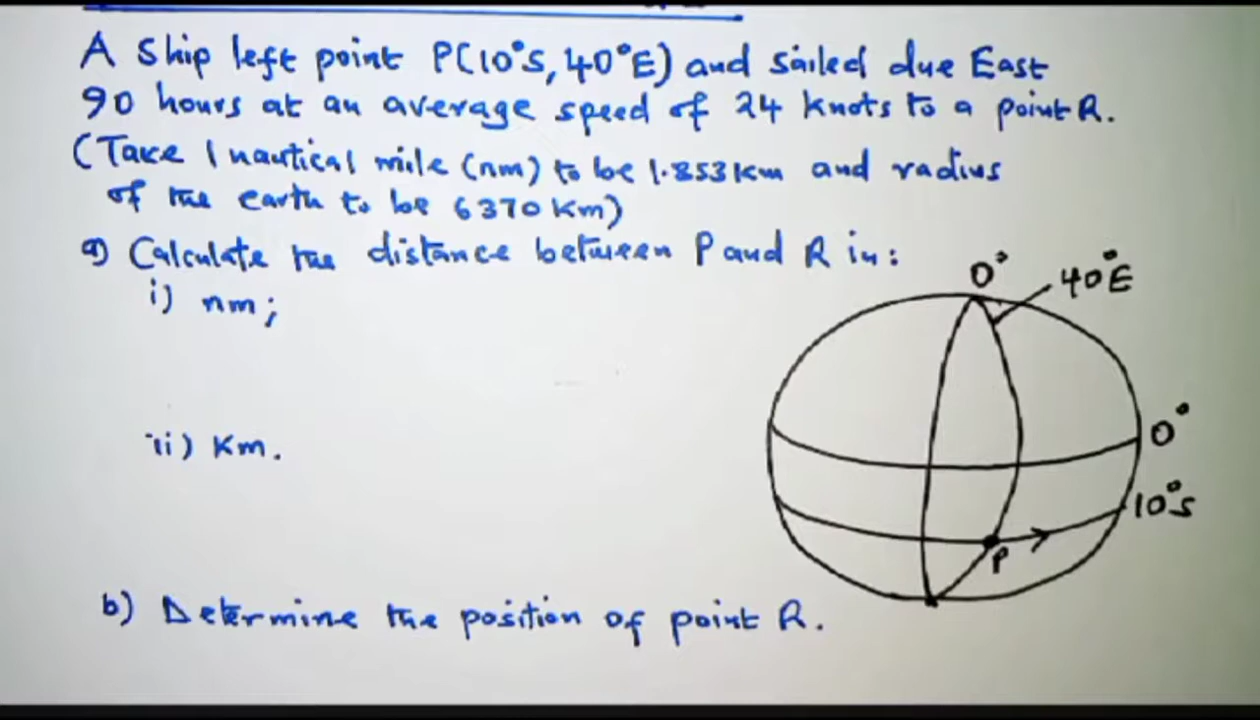 A Ship left point P(10°S, 40°E) and sailed due East
90 hours at an average speed of 24 knots to a point R.
(Take 1 nautical mile (nm) to be 1.853 km and radius
of the earth to be 6370 Km)
a) Calculate the distance between P and R in:
i) nm;
ii) Km.
b) Determine the position of point R.
0°
40°E
0°
10°S
P